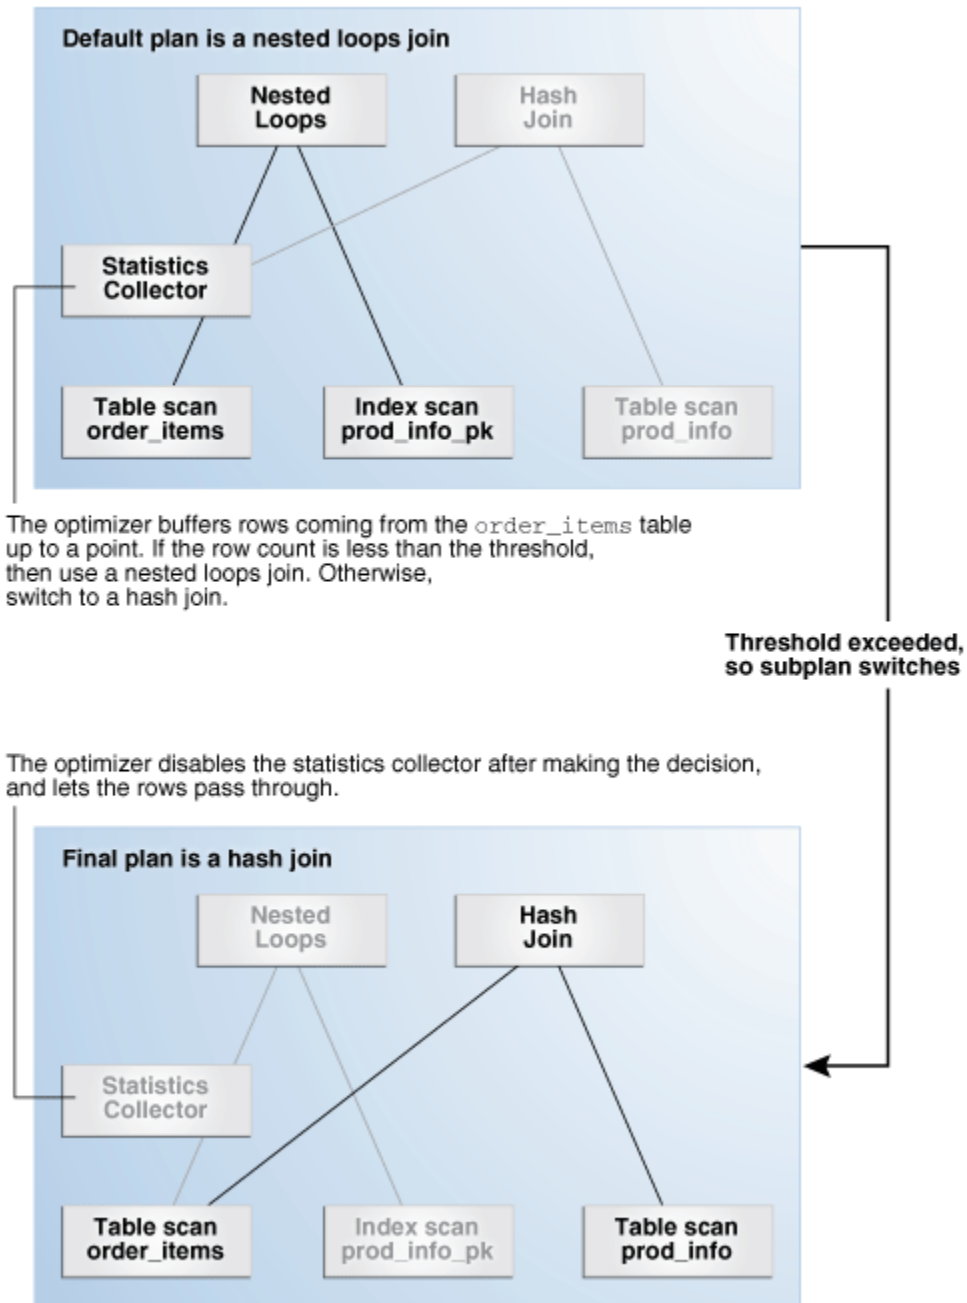 Default plan is a nested loops join
Nested
Loops
Hash
Join
Statistics
Collector
Table scan
order_items
Index scan
prod_info_pk
Table scan
prod_info
The optimizer buffers rows coming from the order_items table
up to a point. If the row count is less than the threshold,
then use a nested loops join. Otherwise,
switch to a hash join.
Threshold exceeded,
so subplan switches
The optimizer disables the statistics collector after making the decision,
and lets the rows pass through.
Final plan is a hash join
Nested
Loops
Hash
Join
Statistics
Collector
Table scan
order_items
Index scan
prod_info_pk
Table scan
prod_info